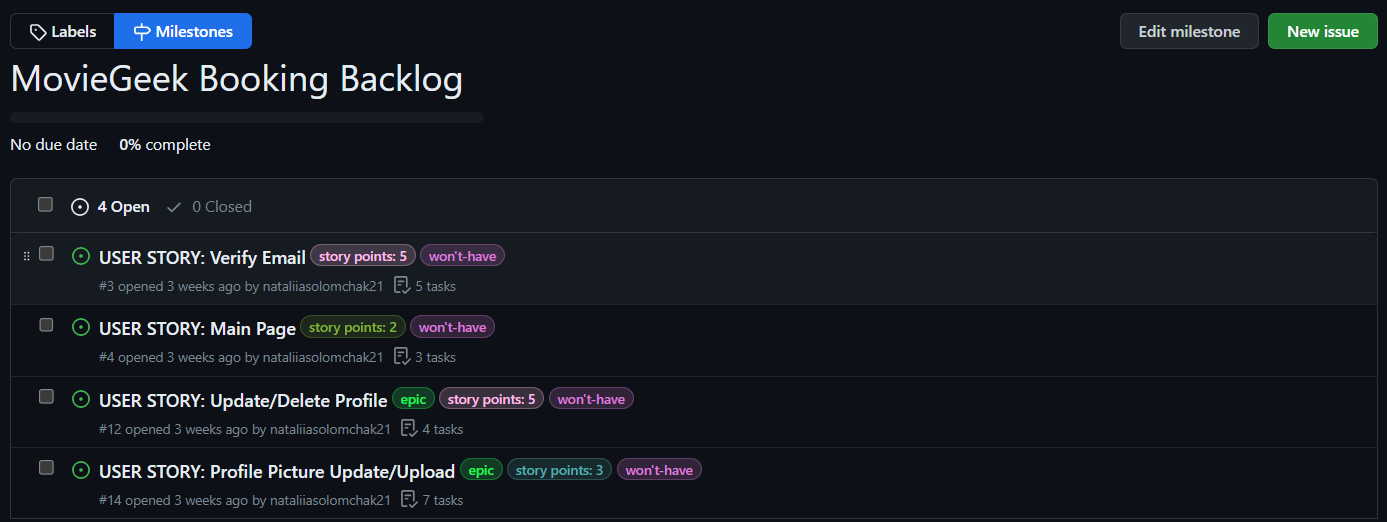 Labels Milestones Edit milestone New issue
MovieGeek Booking Backlog
No due date 0% complete
4 Open 0 Closed
USER STORY: Verify Email story points: 5 won't-have
#3 opened 3 weeks ago by nataliiasolomchak21 5 tasks
USER STORY: Main Page story points: 2 won't-have
#4 opened 3 weeks ago by nataliiasolomchak21 3 tasks
USER STORY: Update/Delete Profile epic story points: 5 won't-have
#12 opened 3 weeks ago by nataliiasolomchak21 4 tasks
USER STORY: Profile Picture Update/Upload epic story points: 3 won't-have
#14 opened 3 weeks ago by nataliiasolomchak21 7 tasks